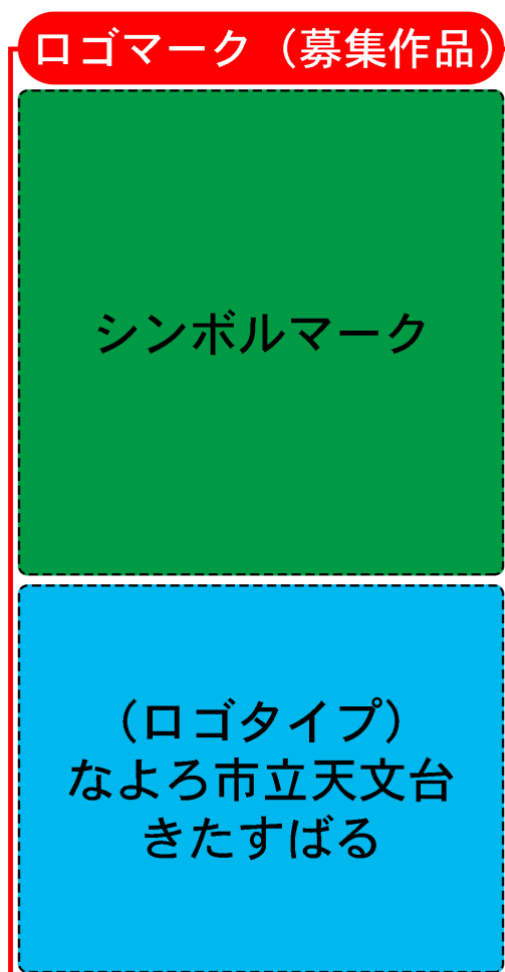 ロゴマーク（募集作品）
シンボルマーク
（ロゴタイプ）
なよろ市立天文台
きたすばる